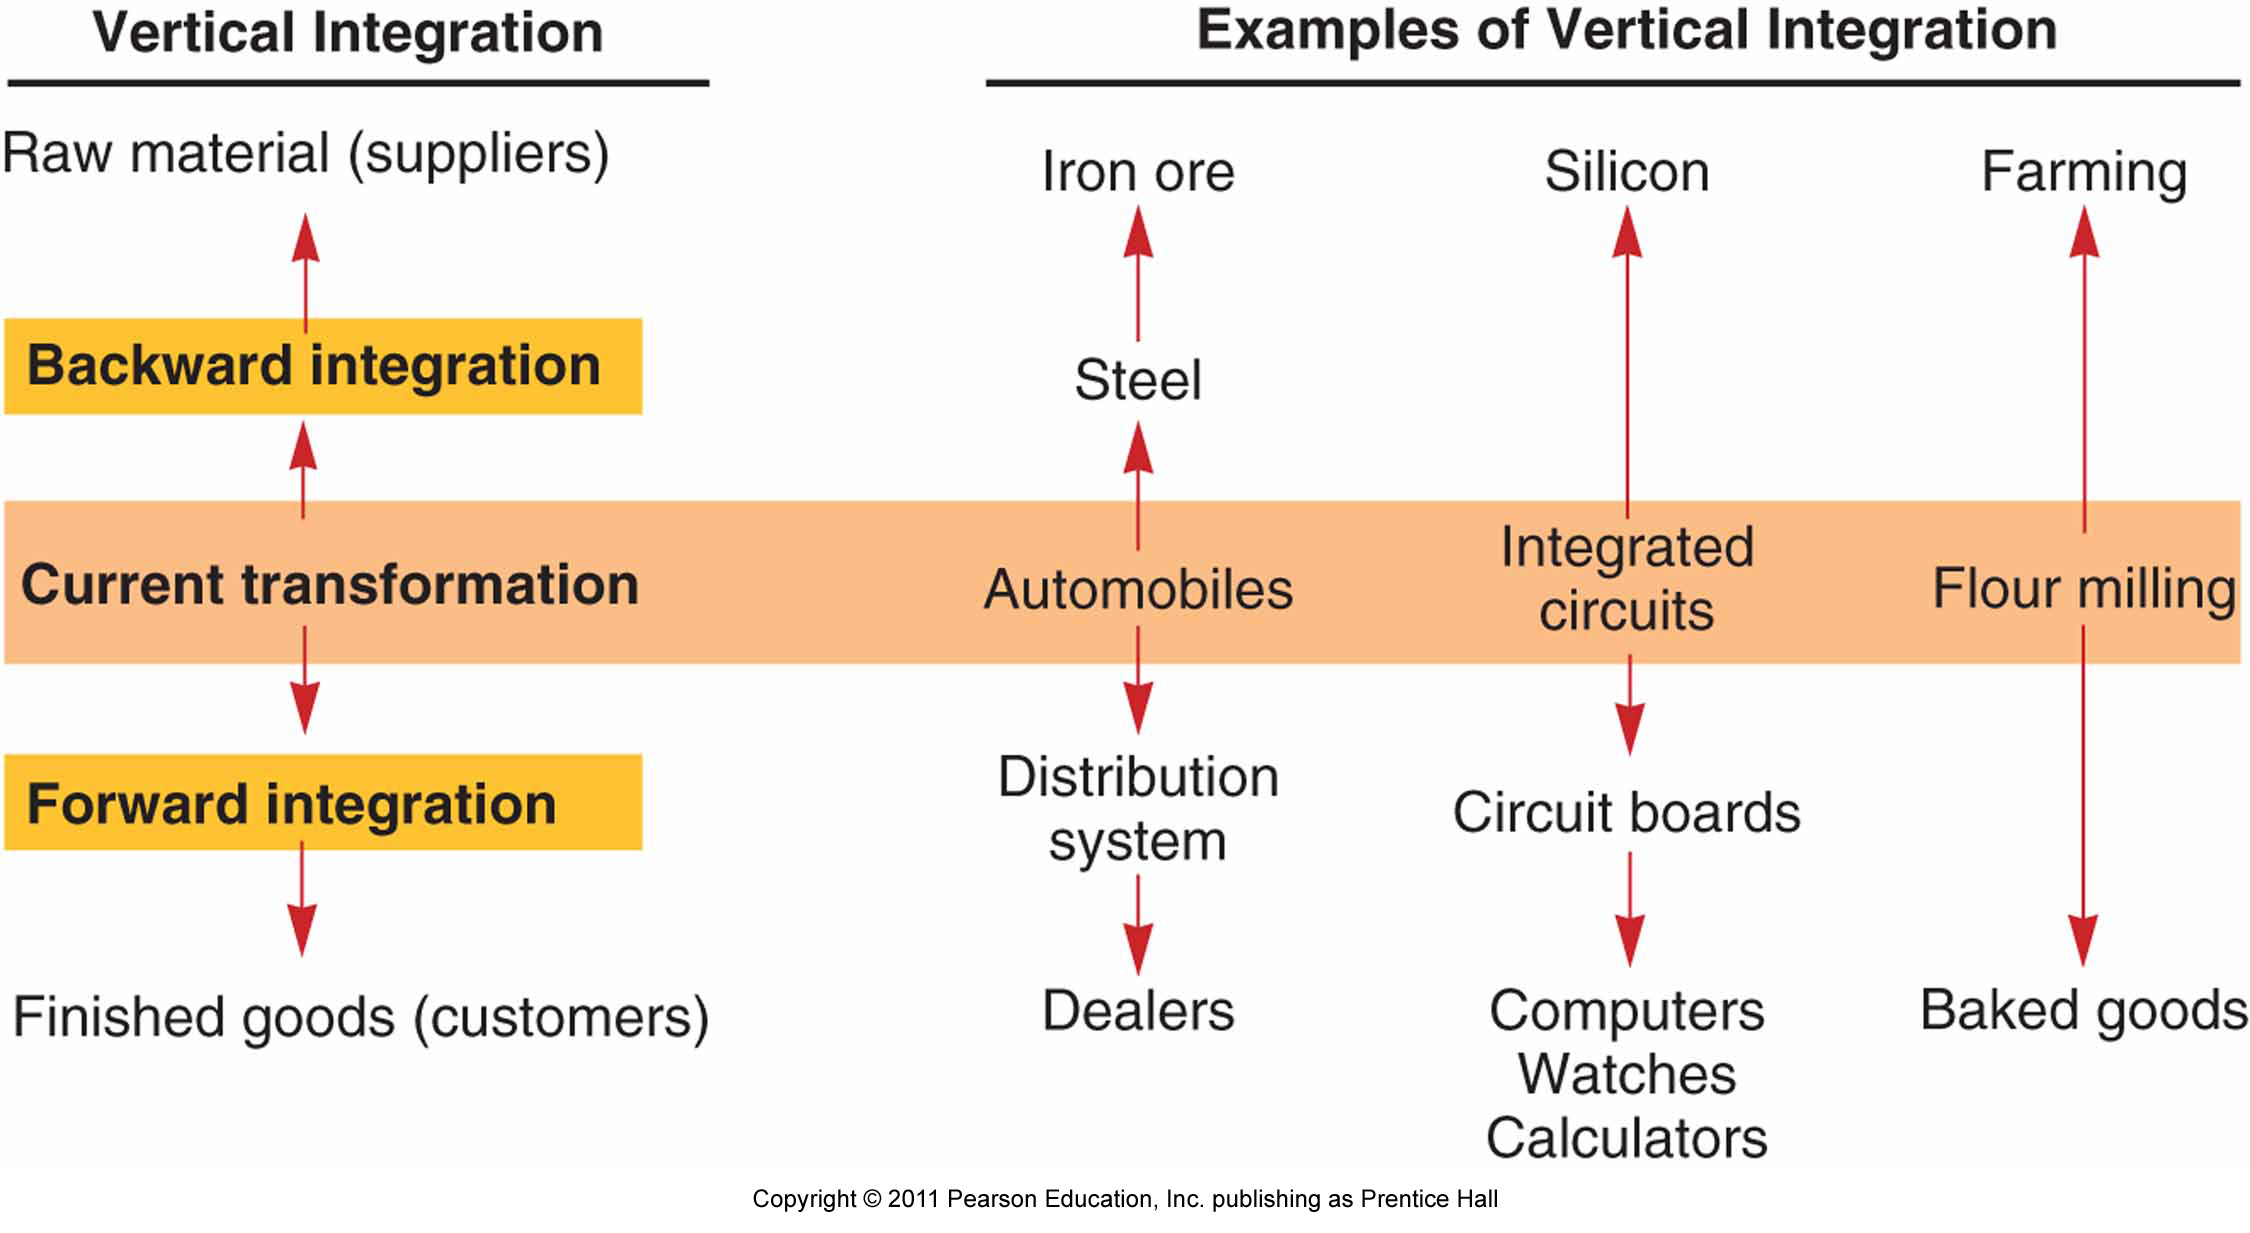 Vertical Integration
Examples of Vertical Integration
Raw material (suppliers)
Iron ore
Silicon
Farming
Backward integration
Steel
Current transformation
Automobiles
Integrated
circuits
Flour milling
Forward integration
Distribution
system
Circuit boards
Finished goods (customers)
Dealers
Computers
Watches
Calculators
Baked goods
Copyright © 2011 Pearson Education, Inc. publishing as Prentice Hall